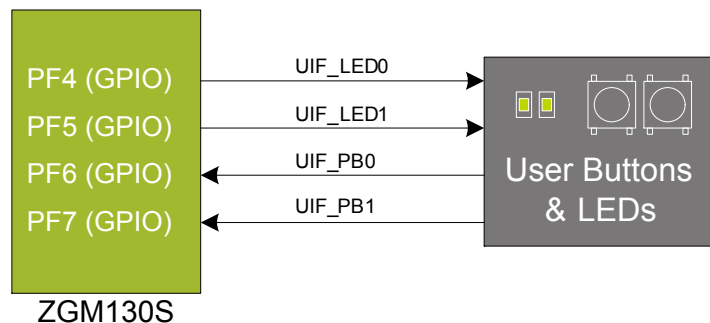 PF4 (GPIO)
PF5 (GPIO)
PF6 (GPIO)
PF7 (GPIO)
UIF_LED0
UIF_LED1
UIF_PB0
UIF_PB1
User Buttons
& LEDs
ZGM130S